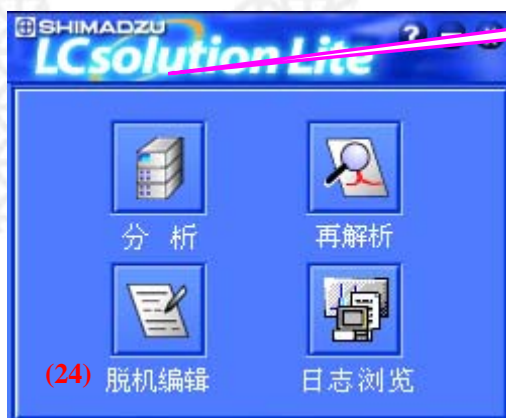 SHIMADZU
LCsolution Lite
分 析 再解析
(24) 脱机编辑 日志浏览